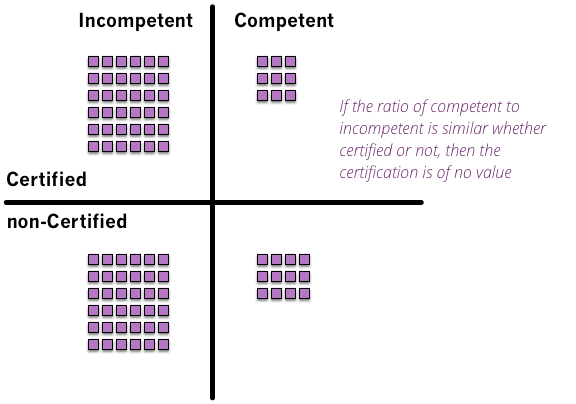 Incompetent
Competent
If the ratio of competent to
incompetent is similar whether
certified or not, then the
certification is of no value
Certified
non-Certified